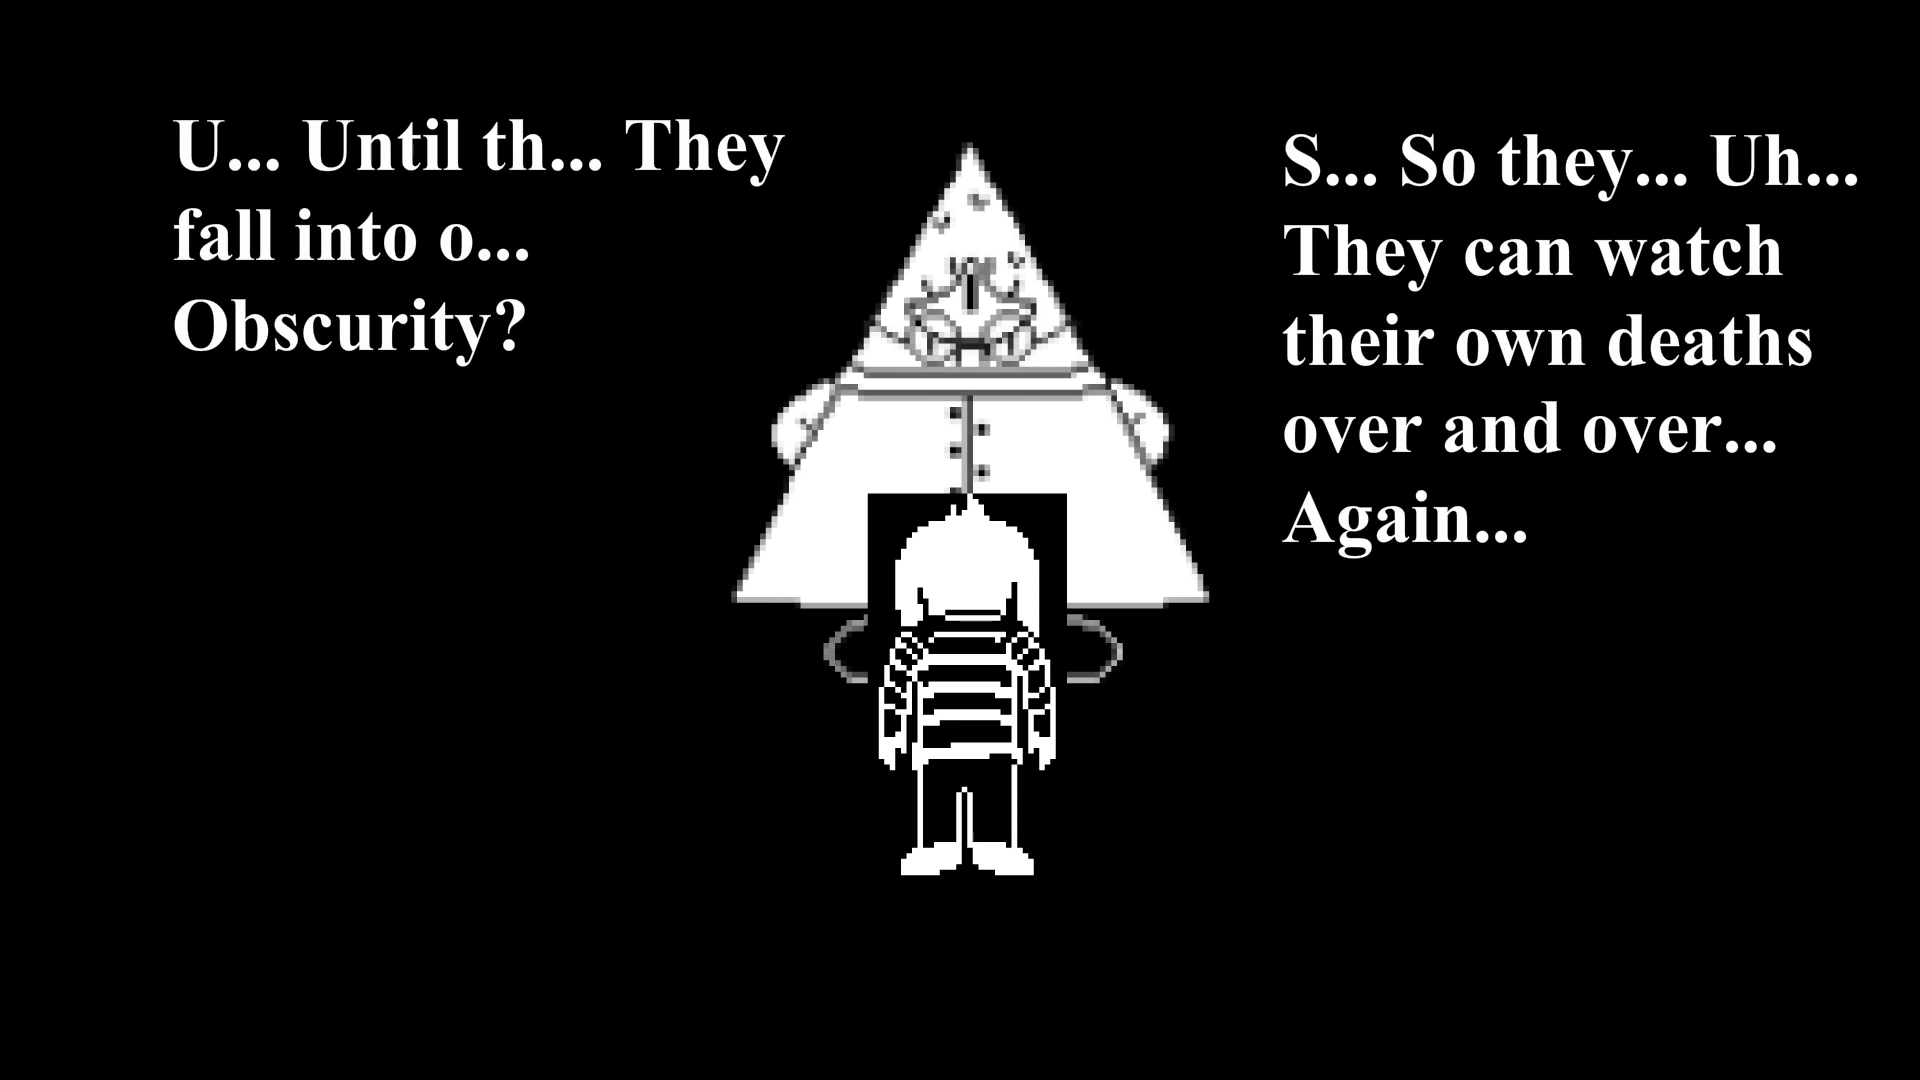 U... Until th... They
fall into o...
Obscurity?
S... So they... Uh...
They can watch
their own deaths
over and over...
Again...